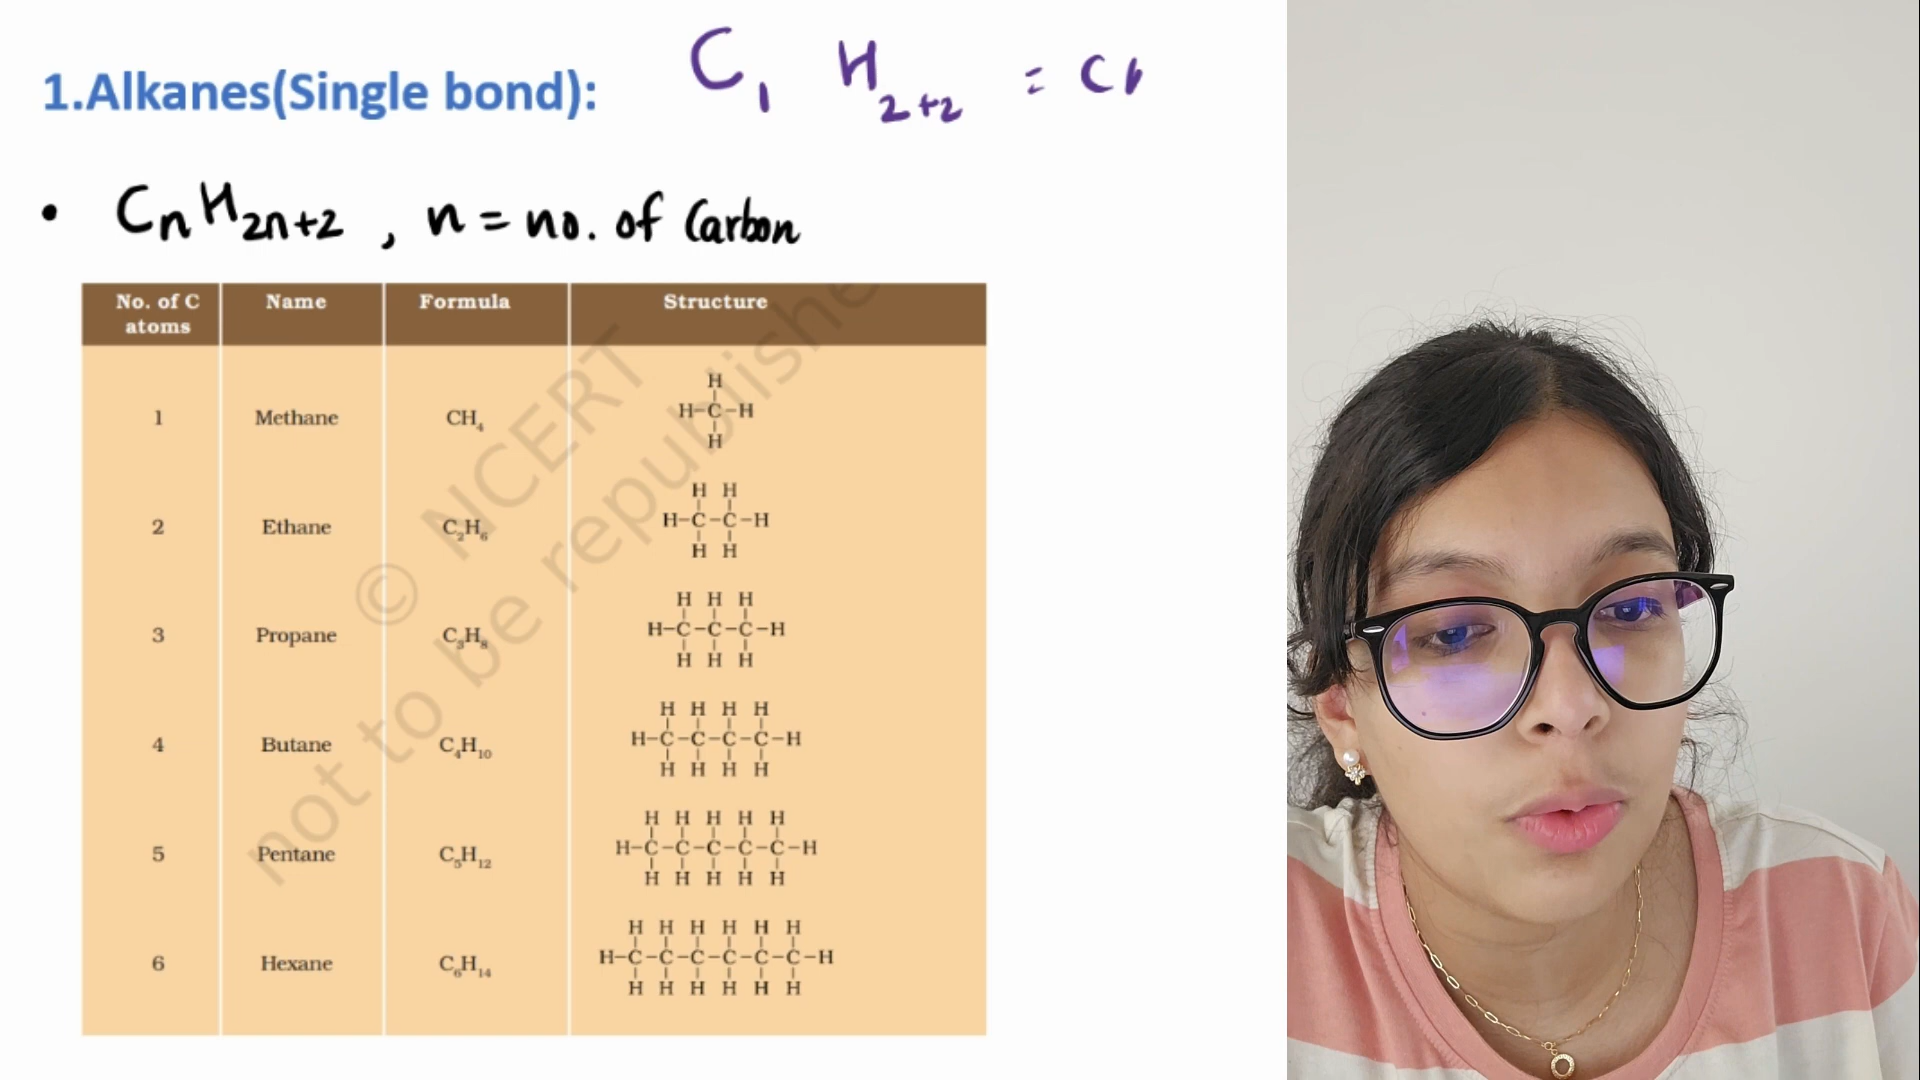 C₁ H₂₊₂ = C
1.Alkanes(Single bond):
• CₙH₂ₙ₊₂ , n = no. of Carbon
No. of C atoms Name Formula Structure
H
1 Methane CH₄ H-C-H
H
H H
2 Ethane C₂H₆ H-C-C-H
H H
H H H
3 Propane C₃H₈ H-C-C-C-H
H H H
H H H H
4 Butane C₄H₁₀ H-C-C-C-C-H
H H H H
H H H H H
5 Pentane C₅H₁₂ H-C-C-C-C-C-H
H H H H H
H H H H H H
6 Hexane C₆H₁₄ H-C-C-C-C-C-C-H
H H H H H H
© NCERT
not to be republishe